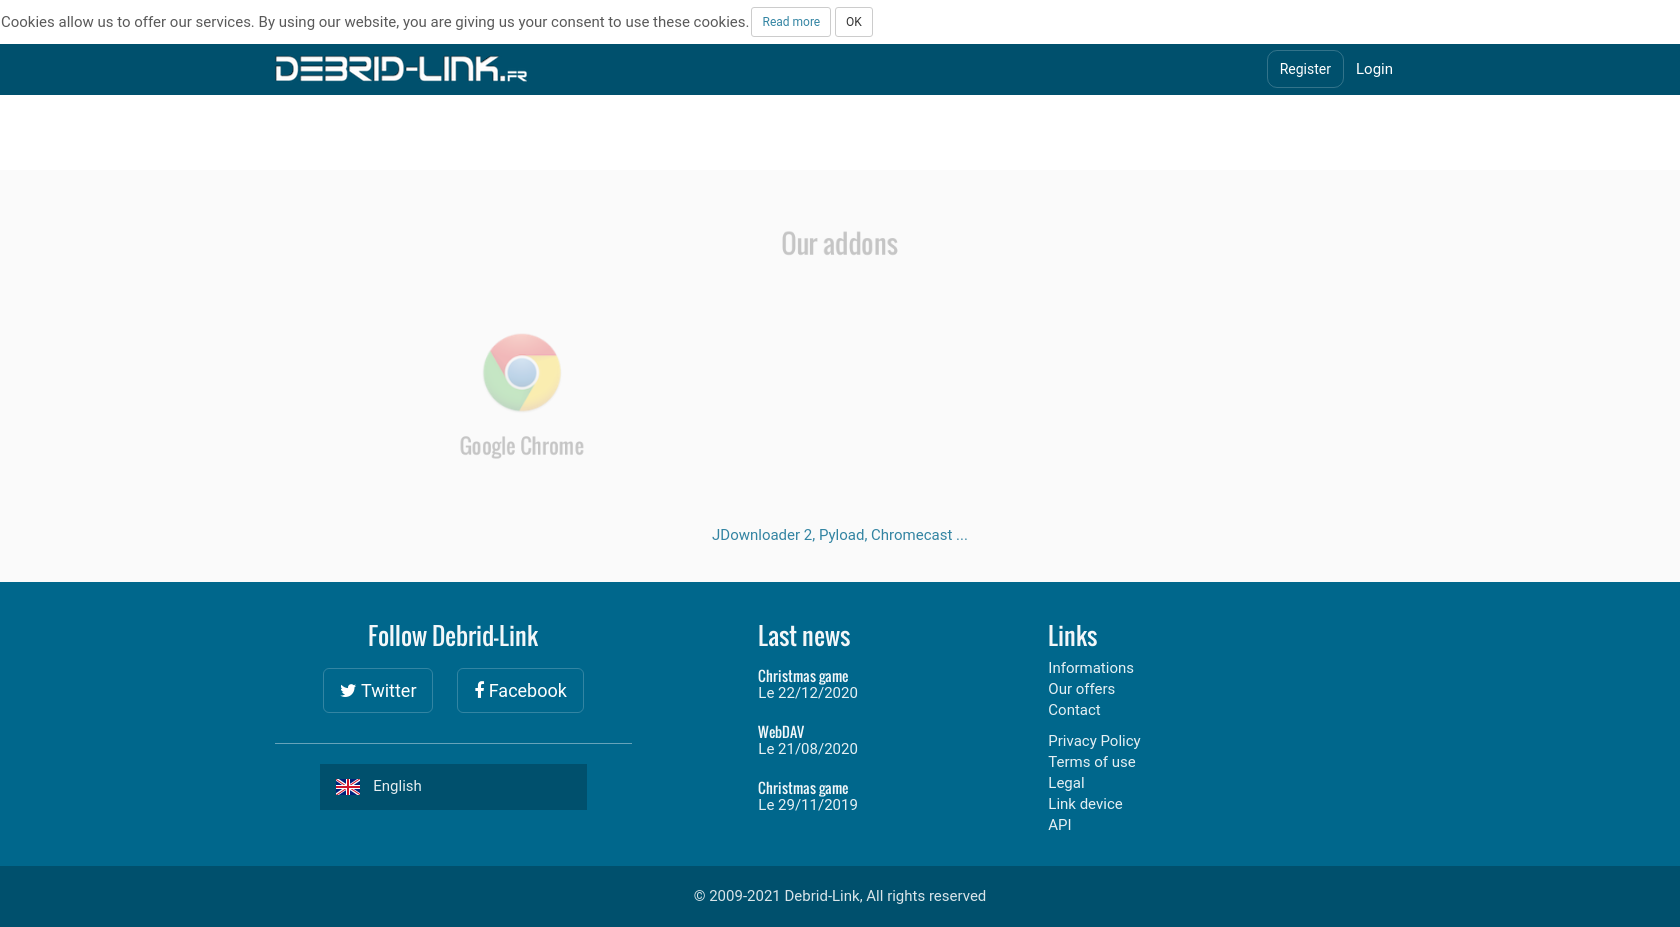 Cookies allow us to offer our services. By using our website, you are giving us your consent to use these cookies. Read more OK
DEBRID-LINK.FR
Register Login
Our addons
Google Chrome
JDownloader 2, Pyload, Chromecast ...
Follow Debrid-Link
Twitter Facebook
English
Last news
Christmas game
Le 22/12/2020
WebDAV
Le 21/08/2020
Christmas game
Le 29/11/2019
Links
Informations
Our offers
Contact
Privacy Policy
Terms of use
Legal
Link device
API
© 2009-2021 Debrid-Link, All rights reserved